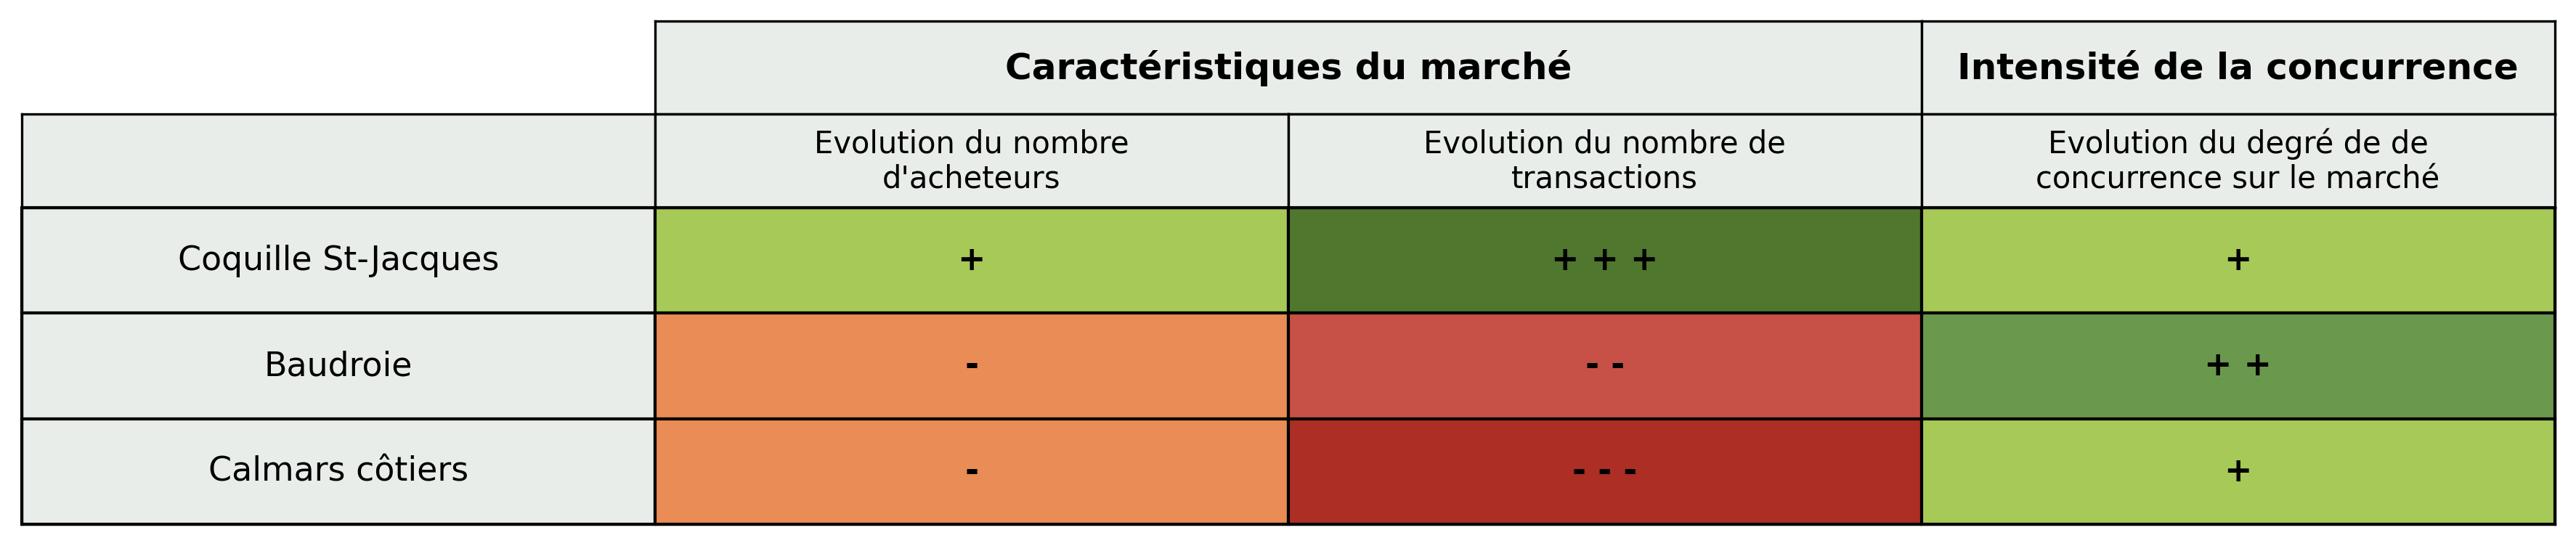 Caractéristiques du marché
Intensité de la concurrence
Evolution du nombre
d'acheteurs
Evolution du nombre de
transactions
Evolution du degré de de
concurrence sur le marché
Coquille St-Jacques
+
+ + +
+
Baudroie
-
- -
+ +
Calmars côtiers
-
- - -
+